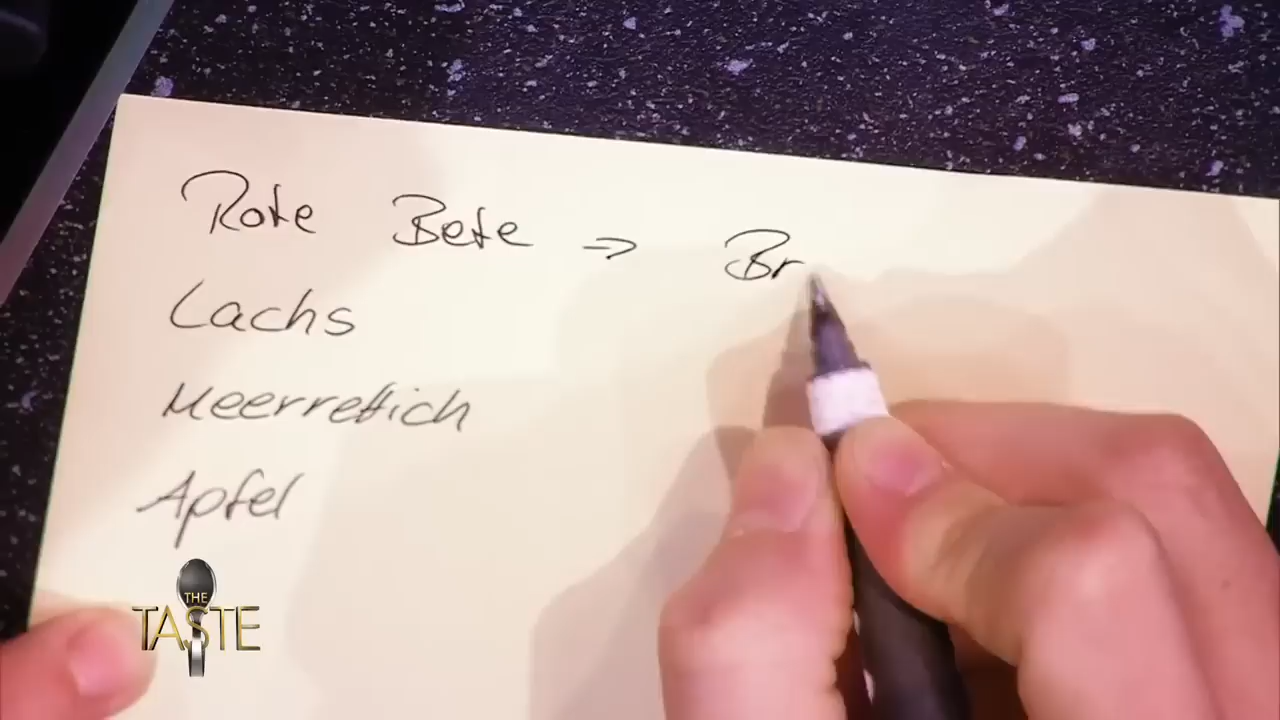 Rote Bete → Br
Lachs
Meerrettich
Apfel
THE
TASTE